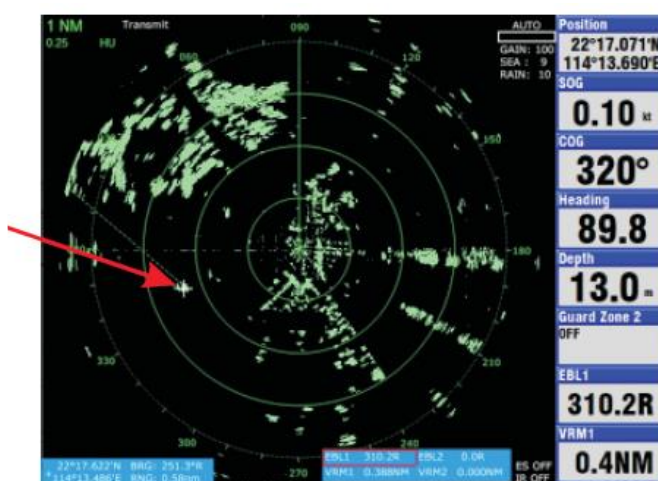 1 NM Transmit AUTO
0.25 HU
GAIN: 100
SEA : 9
RAIN: 10
090
060
150
180
210
330
300
270
240
240
22°17.622'N BRG: 251.3°R
114°13.486'E RNG: 0.58nm
EBL1 310.2R EBL2 0.0R
VRM1 0.388NM VRM2 0.000NM
ES OFF
IR OFF
Position
22°17.071'N
114°13.690'E
SOG
0.10 kt
COG
320°
Heading
89.8
Depth
13.0 m
Guard Zone 2
OFF
EBL1
310.2R
VRM1
0.4NM